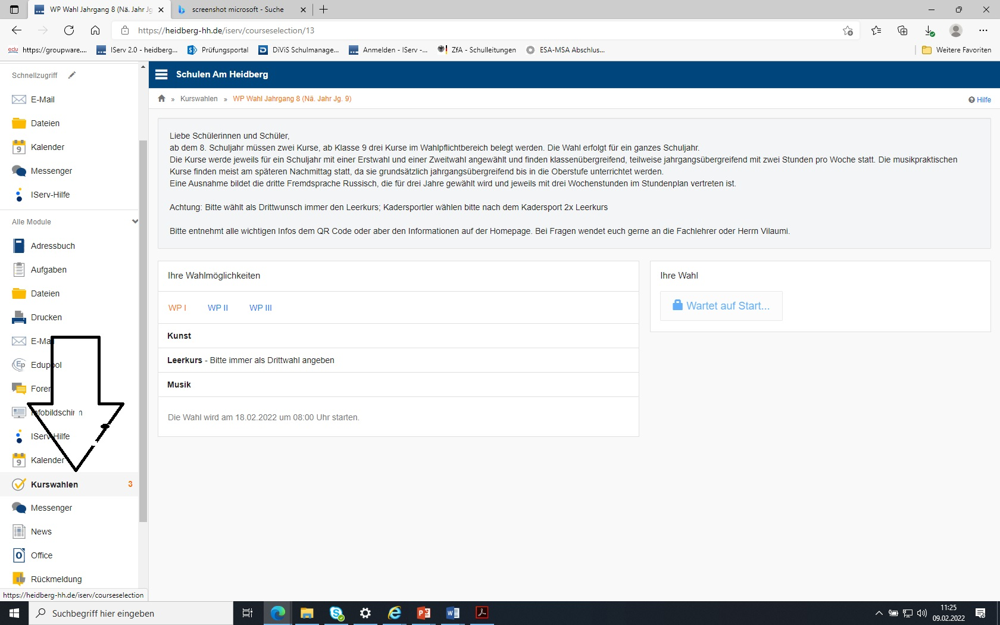 WP Wahl Jahrgang 8 (Nä. Jahr Jg
screenshot microsoft - Suche
https://heidberg-hh.de/iserv/courseselection/13
edu https://groupware....
IServ 2.0 - heidberg...
Prüfungsportal
DiViS Schulmanage...
Anmelden - IServ -...
ZfA - Schulleitungen
ESA-MSA Abschlus...
Weitere Favoriten
Schnellzugriff
E-Mail
Dateien
9 Kalender
Messenger
IServ-Hilfe
Alle Module
Adressbuch
Aufgaben
Dateien
Drucken
E-Mail
Ep Edupool
Foren
Infobildschirm
IServ-Hilfe
9 Kalender
Kurswahlen 3
Messenger
News
Office
Rückmeldung
https://heidberg-hh.de/iserv/courseselection
Schulen Am Heidberg
» Kurswahlen » WP Wahl Jahrgang 8 (Nä. Jahr Jg. 9)
Hilfe
Liebe Schülerinnen und Schüler,
ab dem 8. Schuljahr müssen zwei Kurse, ab Klasse 9 drei Kurse im Wahlpflichtbereich belegt werden. Die Wahl erfolgt für ein ganzes Schuljahr.
Die Kurse werde jeweils für ein Schuljahr mit einer Erstwahl und einer Zweitwahl angewählt und finden klassenübergreifend, teilweise jahrgangsübergreifend mit zwei Stunden pro Woche statt. Die musikpraktischen
Kurse finden meist am späteren Nachmittag statt, da sie grundsätzlich jahrgangsübergreifend bis in die Oberstufe unterrichtet werden.
Eine Ausnahme bildet die dritte Fremdsprache Russisch, die für drei Jahre gewählt wird und jeweils mit drei Wochenstunden im Stundenplan vertreten ist.
Achtung: Bitte wählt als Drittwunsch immer den Leerkurs; Kadersportler wählen bitte nach dem Kadersport 2x Leerkurs
Bitte entnehmt alle wichtigen Infos dem QR Code oder aber den Informationen auf der Homepage. Bei Fragen wendet euch gerne an die Fachlehrer oder Herrn Vilaumi.
Ihre Wahlmöglichkeiten
WP I WP II WP III
Kunst
Leerkurs - Bitte immer als Drittwahl angeben
Musik
Die Wahl wird am 18.02.2022 um 08:00 Uhr starten.
Ihre Wahl
Wartet auf Start...
Suchbegriff hier eingeben
11:25
09.02.2022